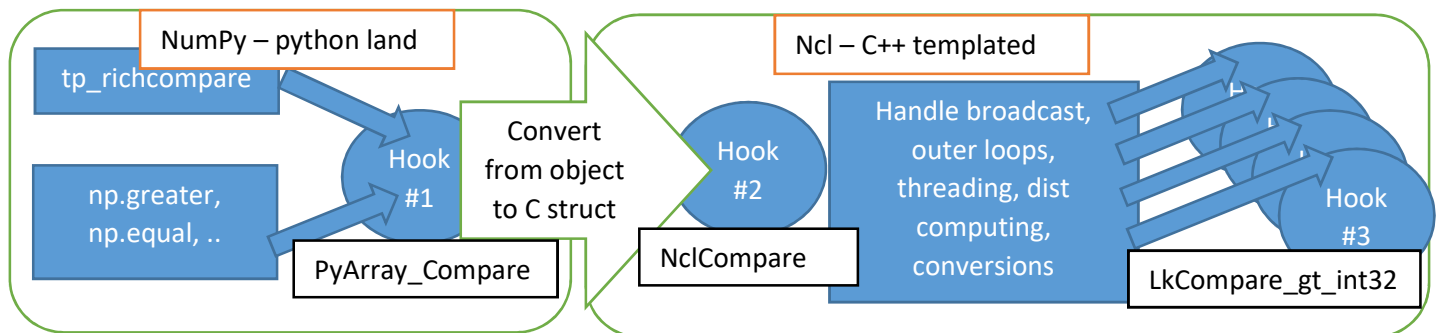 NumPy – python land
tp_richcompare
np.greater,
np.equal, ..
Hook
#1
PyArray_Compare
Convert
from object
to C struct
Ncl – C++ templated
Hook
#2
NclCompare
Handle broadcast,
outer loops,
threading, dist
computing,
conversions
Hook
#3
LkCompare_gt_int32